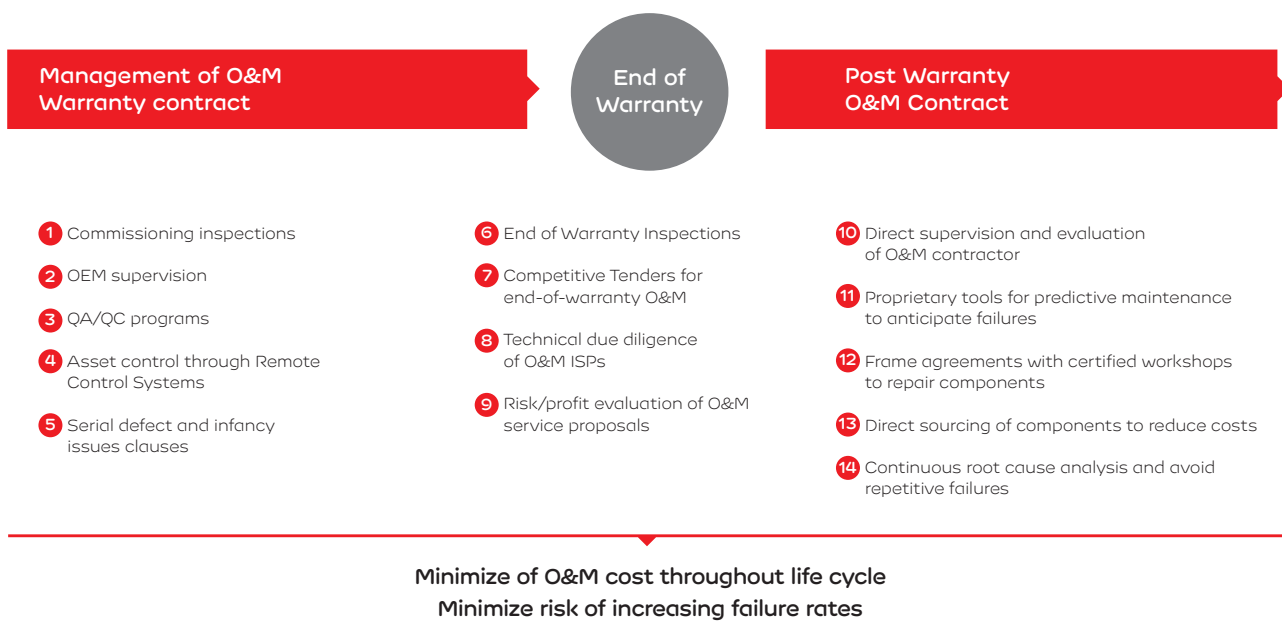 Management of O&M
Warranty contract
End of
Warranty
Post Warranty
O&M Contract
1 Commissioning inspections
2 OEM supervision
3 QA/QC programs
4 Asset control through Remote
Control Systems
5 Serial defect and infancy
issues clauses
6 End of Warranty Inspections
7 Competitive Tenders for
end-of-warranty O&M
8 Technical due diligence
of O&M ISPs
9 Risk/profit evaluation of O&M
service proposals
10 Direct supervision and evaluation
of O&M contractor
11 Proprietary tools for predictive maintenance
to anticipate failures
12 Frame agreements with certified workshops
to repair components
13 Direct sourcing of components to reduce costs
14 Continuous root cause analysis and avoid
repetitive failures
Minimize of O&M cost throughout life cycle
Minimize risk of increasing failure rates